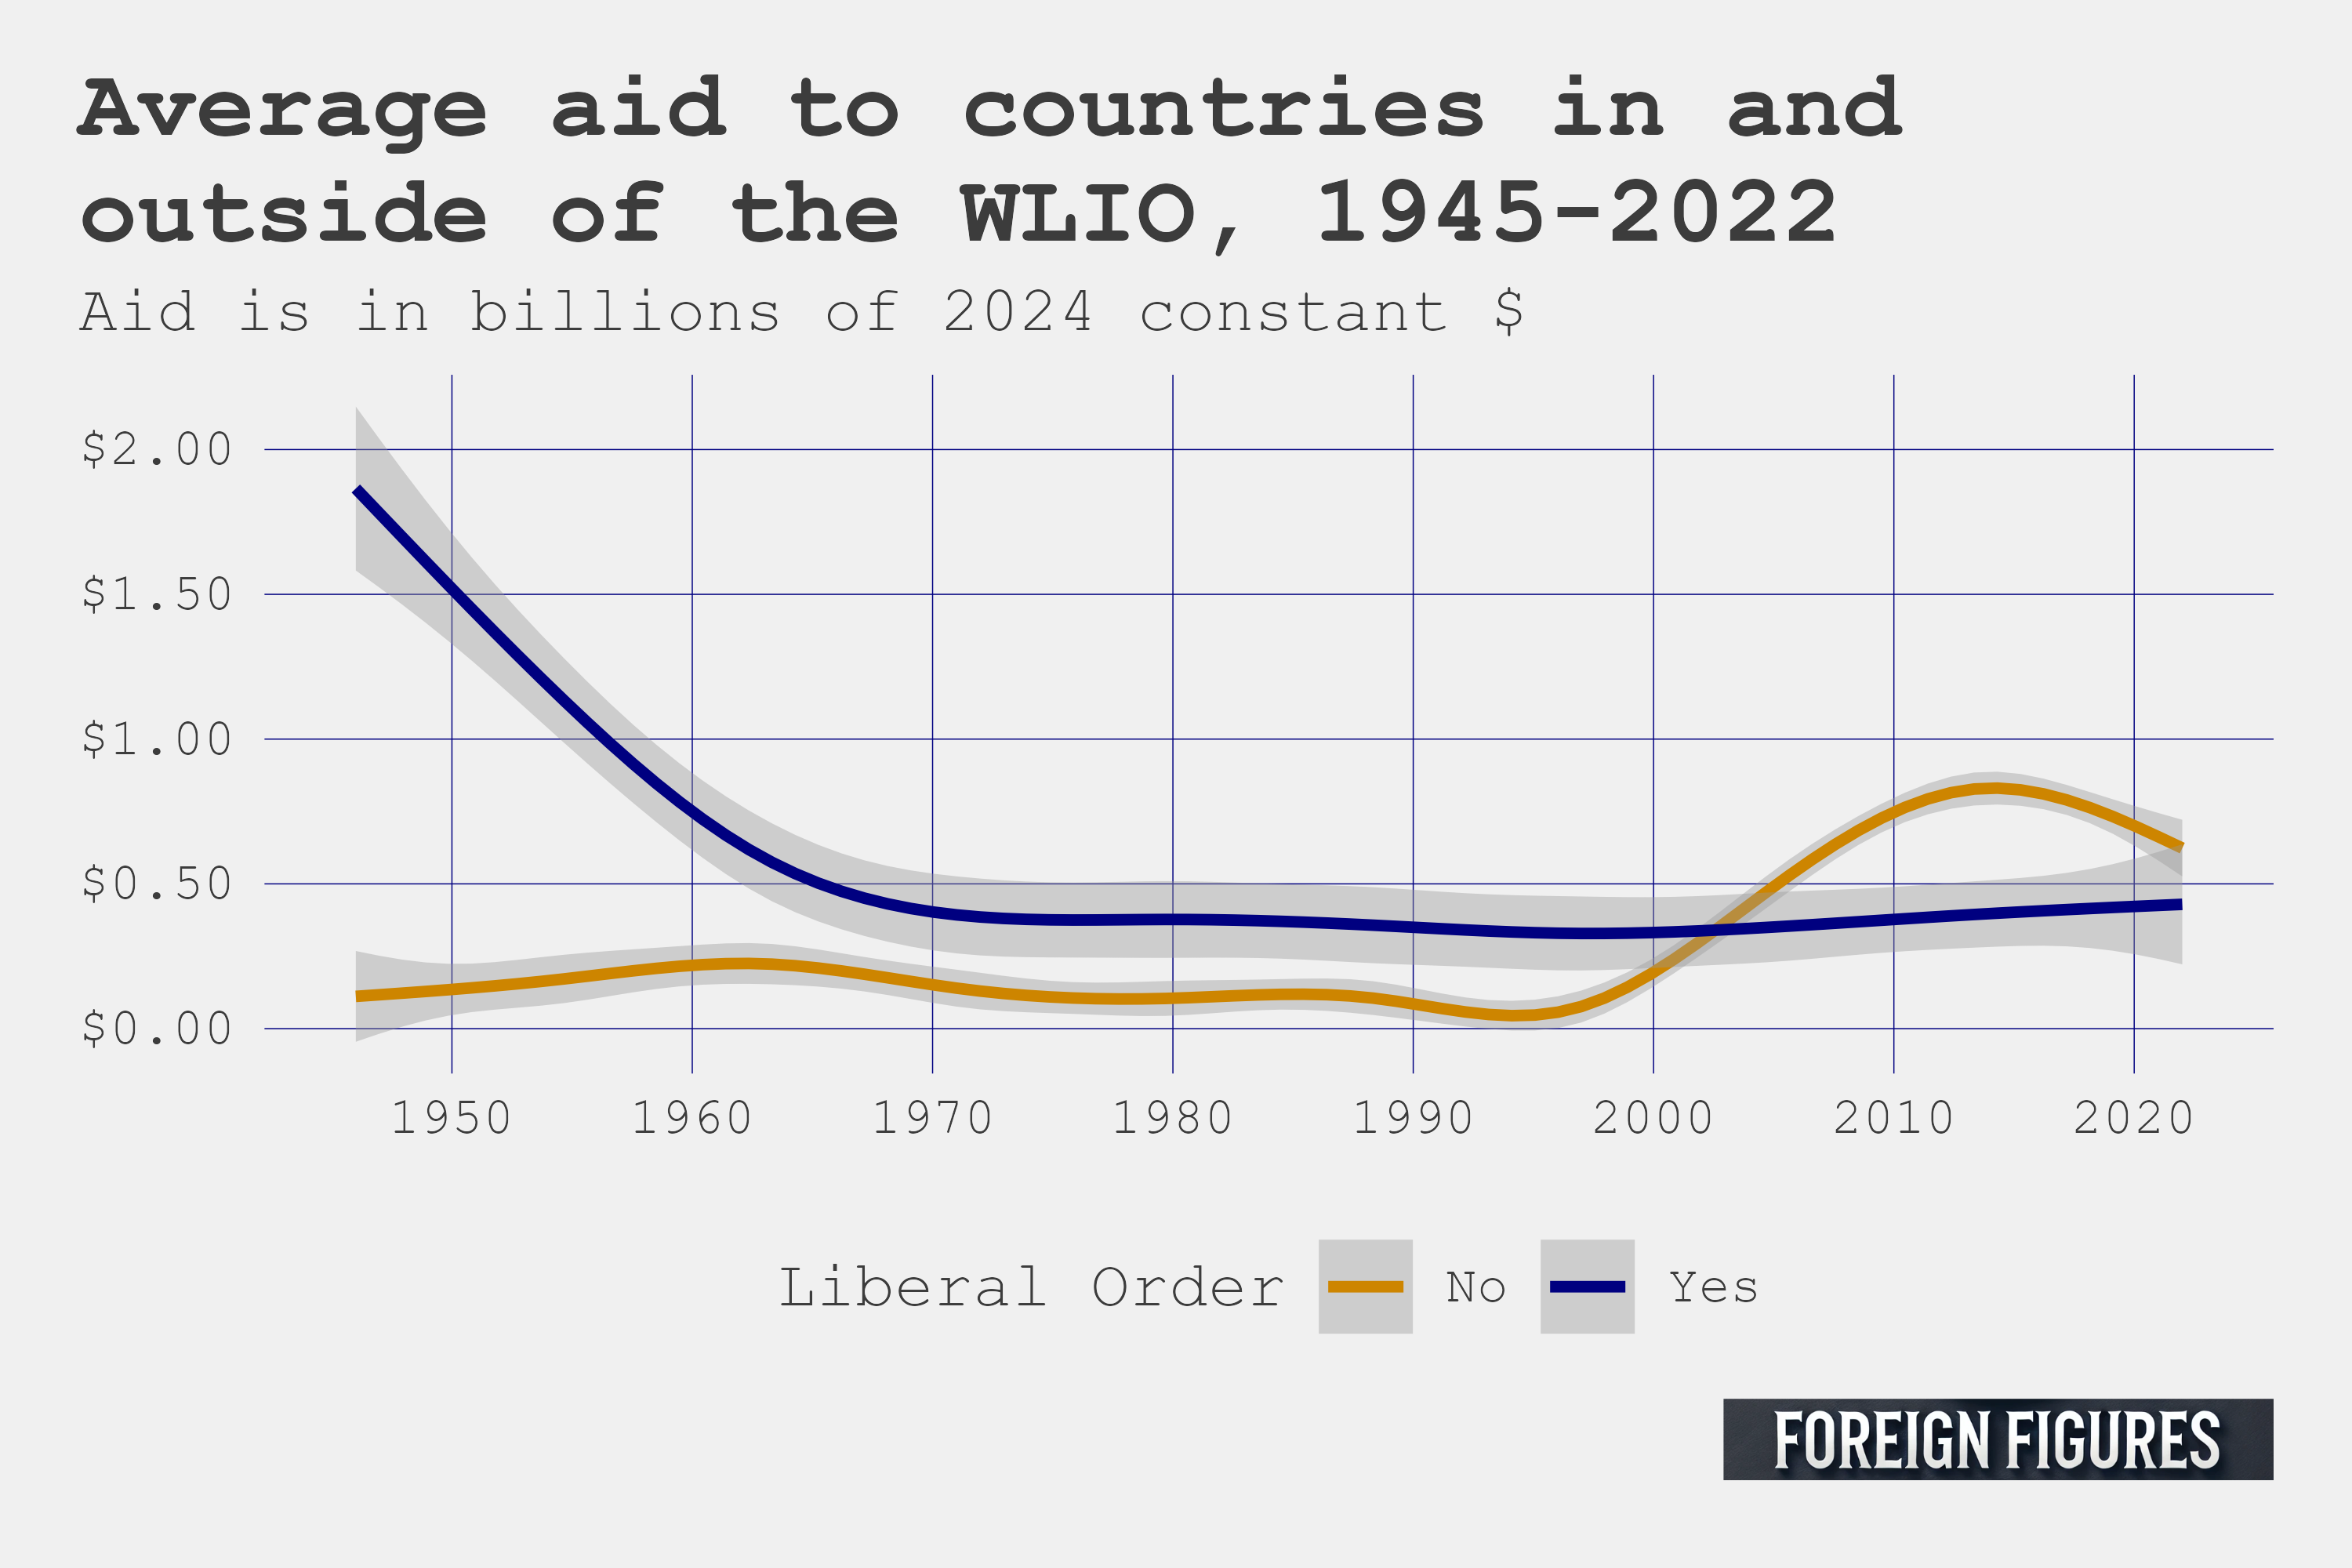 Average aid to countries in and
outside of the WLIO, 1945-2022
Aid is in billions of 2024 constant $
$2.00
$1.50
$1.00
$0.50
$0.00
1950 1960 1970 1980 1990 2000 2010 2020
Liberal Order No Yes
FOREIGN FIGURES